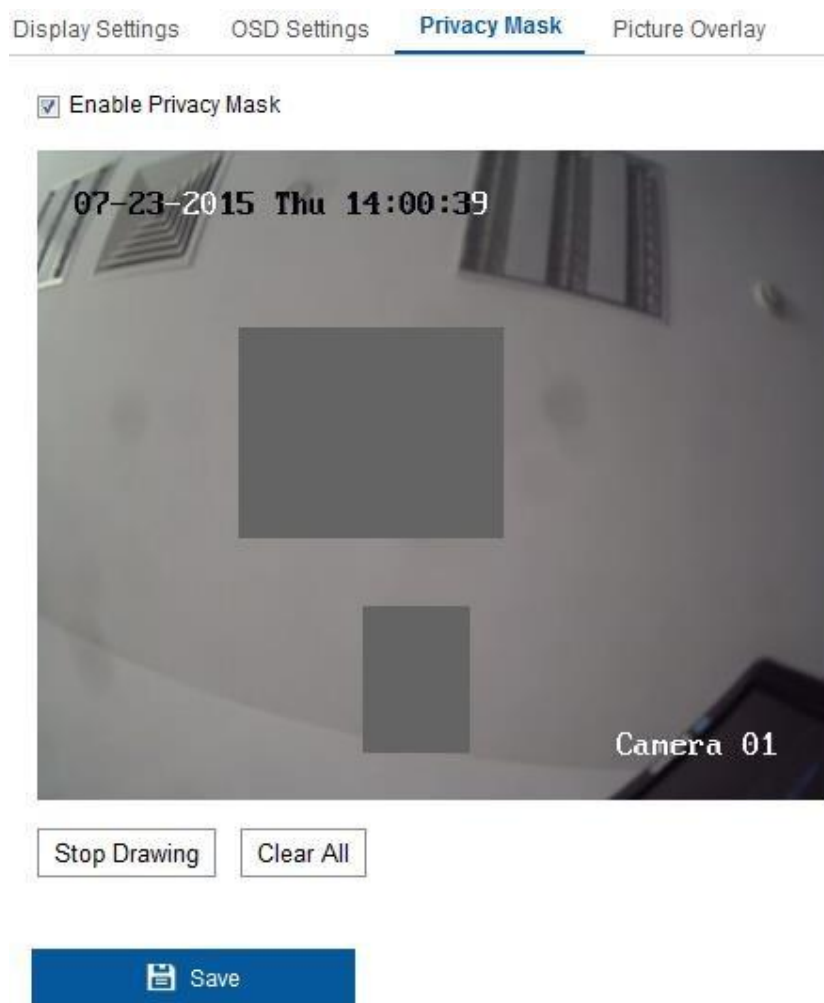 Display Settings OSD Settings Privacy Mask Picture Overlay
Enable Privacy Mask
07-23-2015 Thu 14:00:39
Camera 01
Stop Drawing Clear All
Save